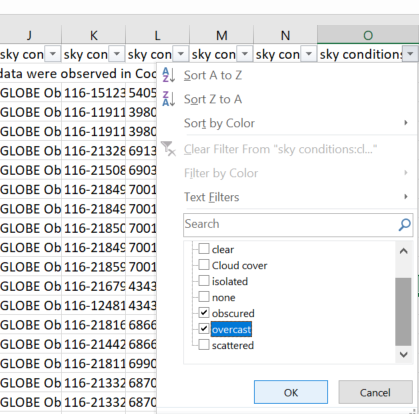 J K L M N O
sky con sky con sky con sky con sky con sky conditions
data were observed in Coc
GLOBE Ob 116-15123 5405
GLOBE Ob 116-11911 3980
GLOBE Ob 116-11911 3980
GLOBE Ob 116-21328 6913
GLOBE Ob 116-21508 6903
GLOBE Ob 116-21849 7001
GLOBE Ob 116-21849 7001
GLOBE Ob 116-21850 7001
GLOBE Ob 116-21849 7001
GLOBE Ob 116-21859 7001
GLOBE Ob 116-21679 4343
GLOBE Ob 116-12481 4343
GLOBE Ob 116-21816 6866
GLOBE Ob 116-21442 6866
GLOBE Ob 116-21811 6990
GLOBE Ob 116-21332 6870
GLOBE Ob 116-21332 6870
Sort A to Z
Sort Z to A
Sort by Color
Clear Filter From "sky conditions:cl..."
Filter by Color
Text Filters
Search
clear
Cloud cover
isolated
none
obscured
overcast
scattered
OK Cancel